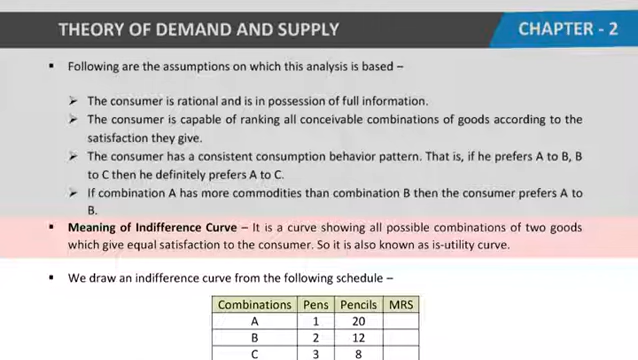 THEORY OF DEMAND AND SUPPLY CHAPTER - 2
▪ Following are the assumptions on which this analysis is based –
➤ The consumer is rational and is in possession of full information.
➤ The consumer is capable of ranking all conceivable combinations of goods according to the
satisfaction they give.
➤ The consumer has a consistent consumption behavior pattern. That is, if he prefers A to B, B
to C then he definitely prefers A to C.
➤ If combination A has more commodities than combination B then the consumer prefers A to
B.
▪ Meaning of Indifference Curve – It is a curve showing all possible combinations of two goods
which give equal satisfaction to the consumer. So it is also known as is-utility curve.
▪ We draw an indifference curve from the following schedule –
Combinations Pens Pencils MRS
A 1 20
B 2 12
C 3 8